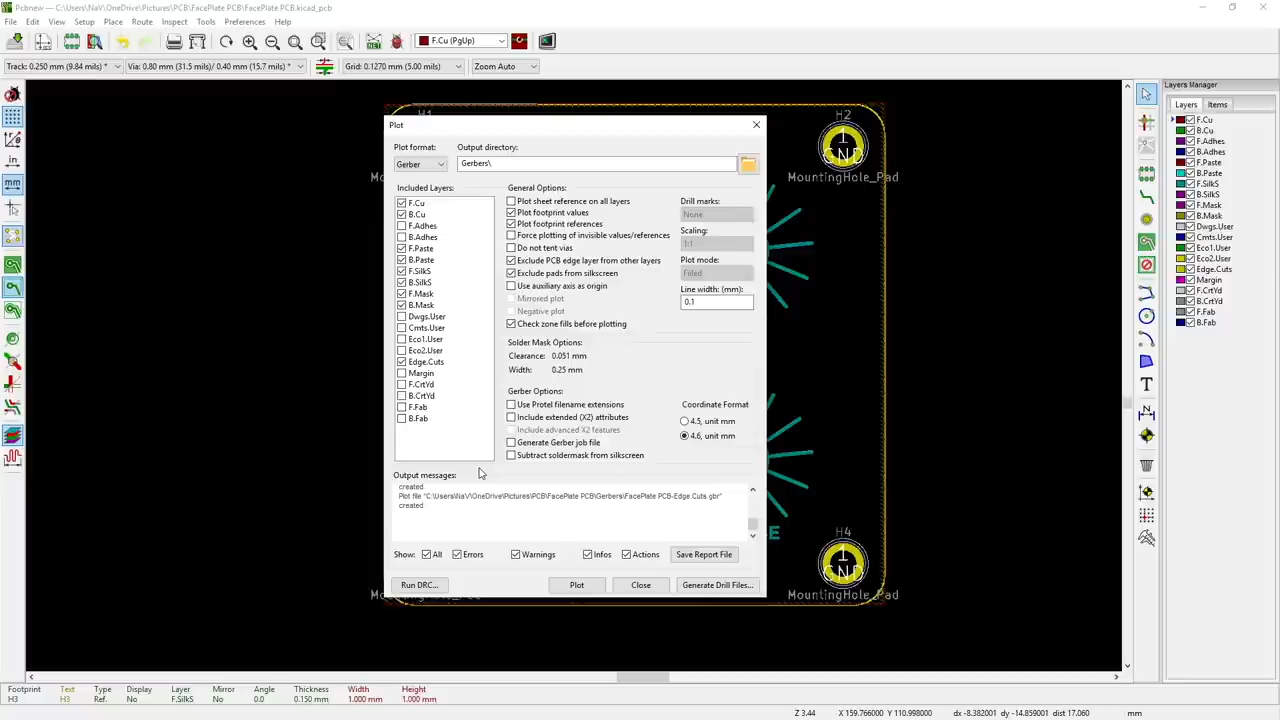 Pcbnew — C:\Users\NaV\OneDrive\Pictures\PCB\FacePlate PCB\FacePlate PCB.kicad_pcb
File Edit View Setup Place Route Inspect Tools Preferences Help
F.Cu (PgUp)
Track: 0.250 mm (9.84 mils) * Via: 0.80 mm (31.5 mils)/ 0.40 mm (15.7 mils) * Grid: 0.1270 mm (5.00 mils) Zoom Auto
Layers Manager
Layers Items
F.Cu
B.Cu
F.Adhes
B.Adhes
F.Paste
B.Paste
F.SilkS
B.SilkS
F.Mask
B.Mask
Dwgs.User
Cmts.User
Eco1.User
Eco2.User
Edge.Cuts
Margin
F.CrtYd
B.CrtYd
F.Fab
B.Fab
H1
H2
1
GND
MountingHole_Pad
H4
1
GND
MountingHole_Pad
E
Plot
Plot format: Output directory:
Gerber Gerbers\
Included Layers:
F.Cu
B.Cu
F.Adhes
B.Adhes
F.Paste
B.Paste
F.SilkS
B.SilkS
F.Mask
B.Mask
Dwgs.User
Cmts.User
Eco1.User
Eco2.User
Edge.Cuts
Margin
F.CrtYd
B.CrtYd
F.Fab
B.Fab
General Options:
Plot sheet reference on all layers
Plot footprint values
Plot footprint references
Force plotting of invisible values/references
Do not tent vias
Exclude PCB edge layer from other layers
Exclude pads from silkscreen
Use auxiliary axis as origin
Mirrored plot
Negative plot
Check zone fills before plotting
Drill marks:
None
Scaling:
1:1
Plot mode:
Filled
Line width: (mm):
0.1
Solder Mask Options:
Clearance: 0.051 mm
Width: 0.25 mm
Gerber Options:
Use Protel filename extensions
Include extended (X2) attributes
Include advanced X2 features
Generate Gerber job file
Subtract soldermask from silkscreen
Coordinate Format
4.5, unit mm
4.6, unit mm
Output messages:
created
Plot file "C:\Users\NaV\OneDrive\Pictures\PCB\FacePlate PCB\Gerbers\FacePlate PCB-Edge.Cuts.gbr"
created
Show: All Errors Warnings Infos Actions Save Report File
Run DRC... Plot Close Generate Drill Files...
Footprint Text Type Display Layer Mirror Angle Thickness Width Height
H3 H3 Ref. No F.SilkS No 0.0 0.150 mm 1.000 mm 1.000 mm
Z 3.44 X 159.766000 Y 110.998000 dx -8.382001 dy -14.859001 dist 17.060 mm